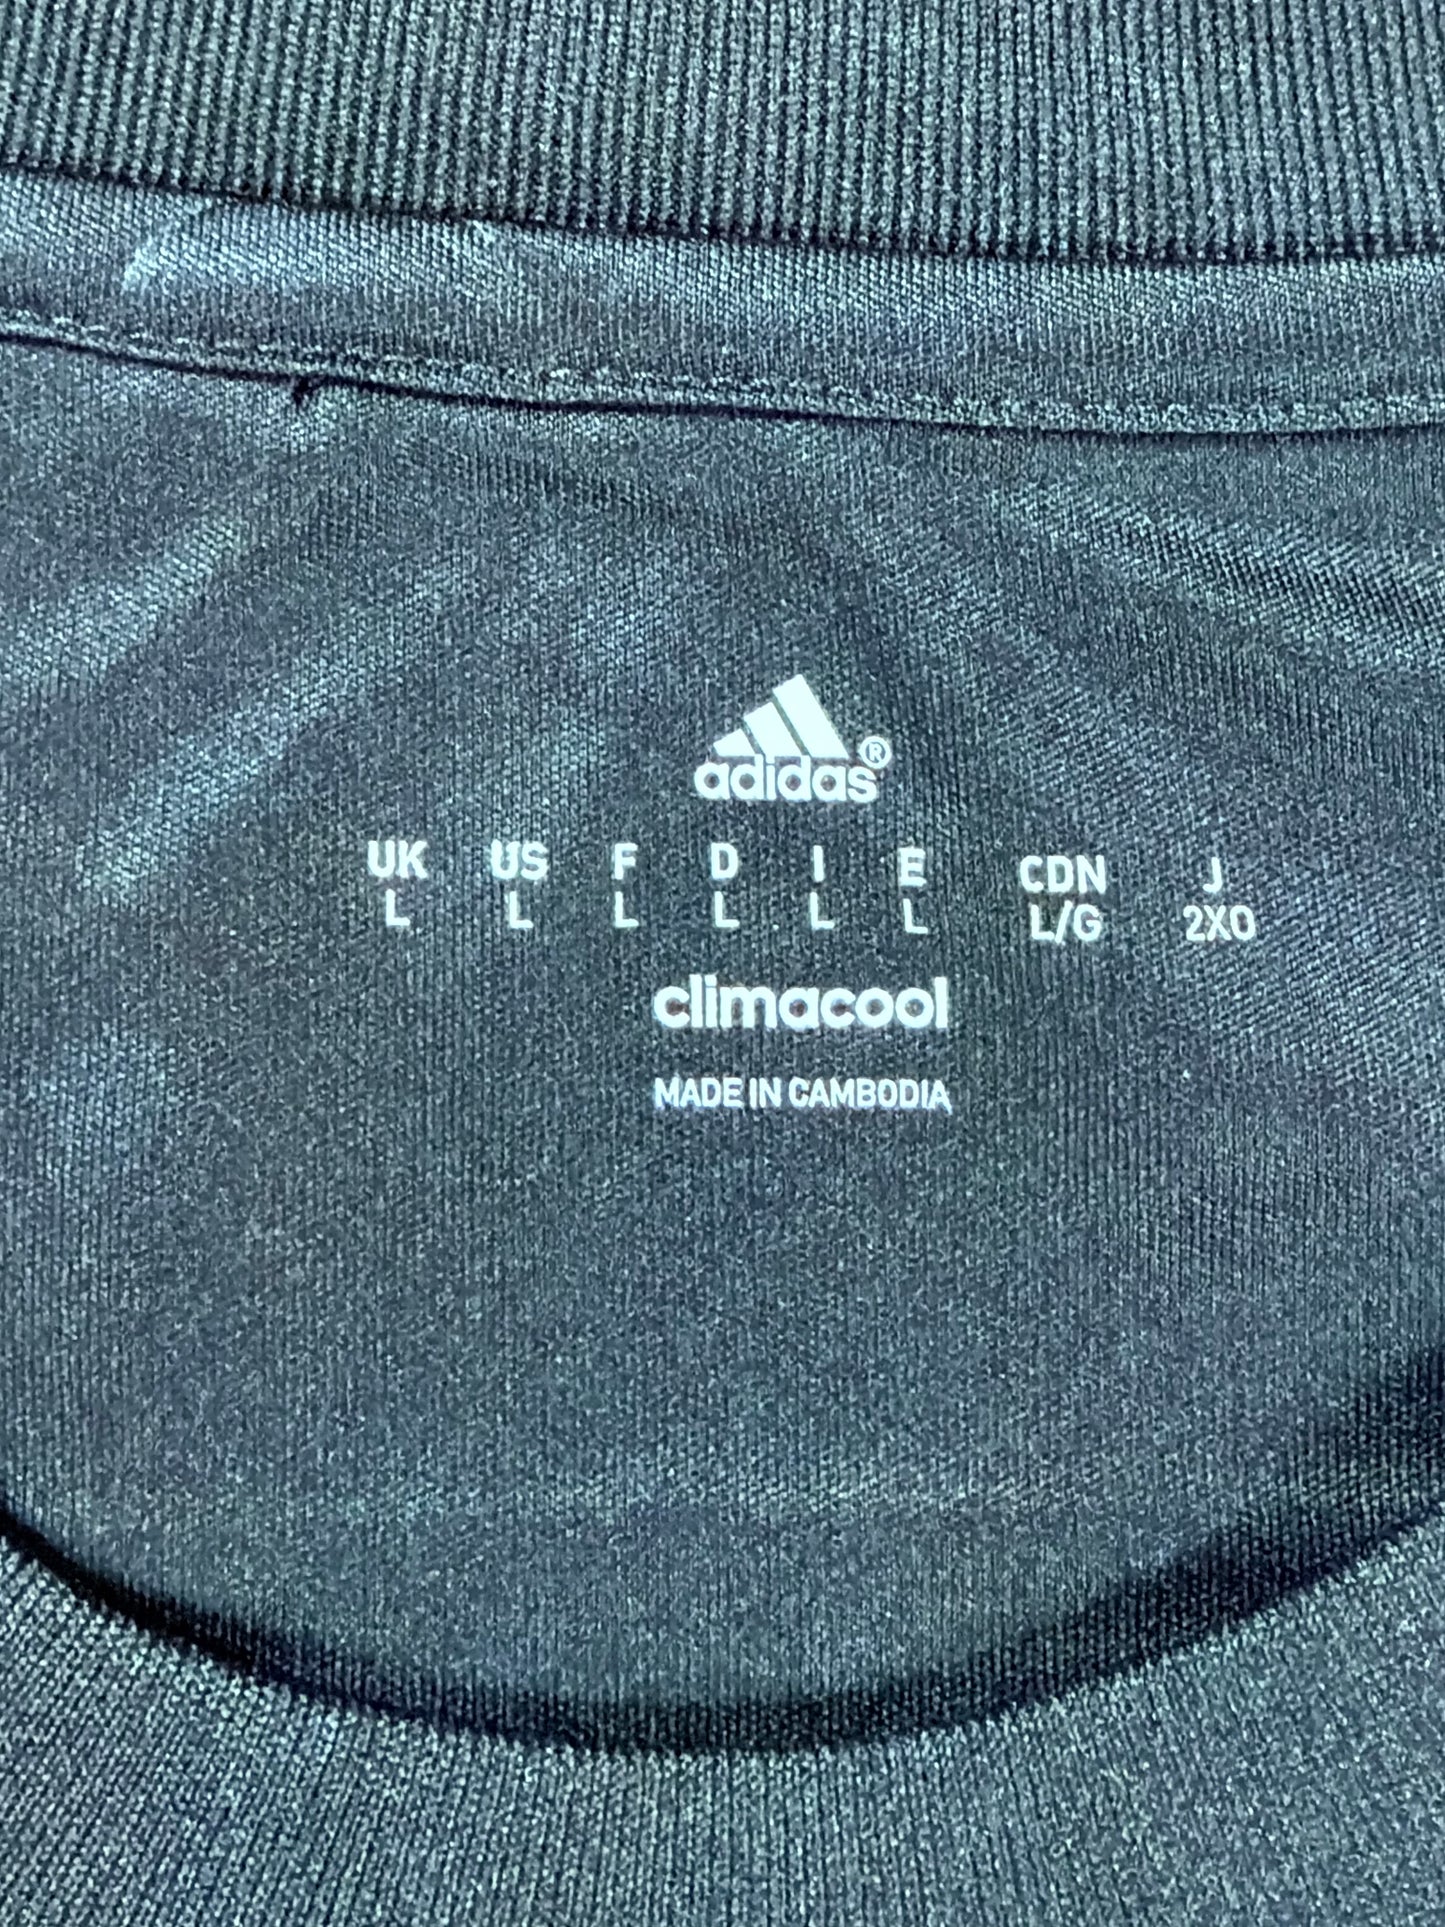 adidas®
UK US F D I E CDN J
L L L L L L L/G 2XO
climacool
MADE IN CAMBODIA